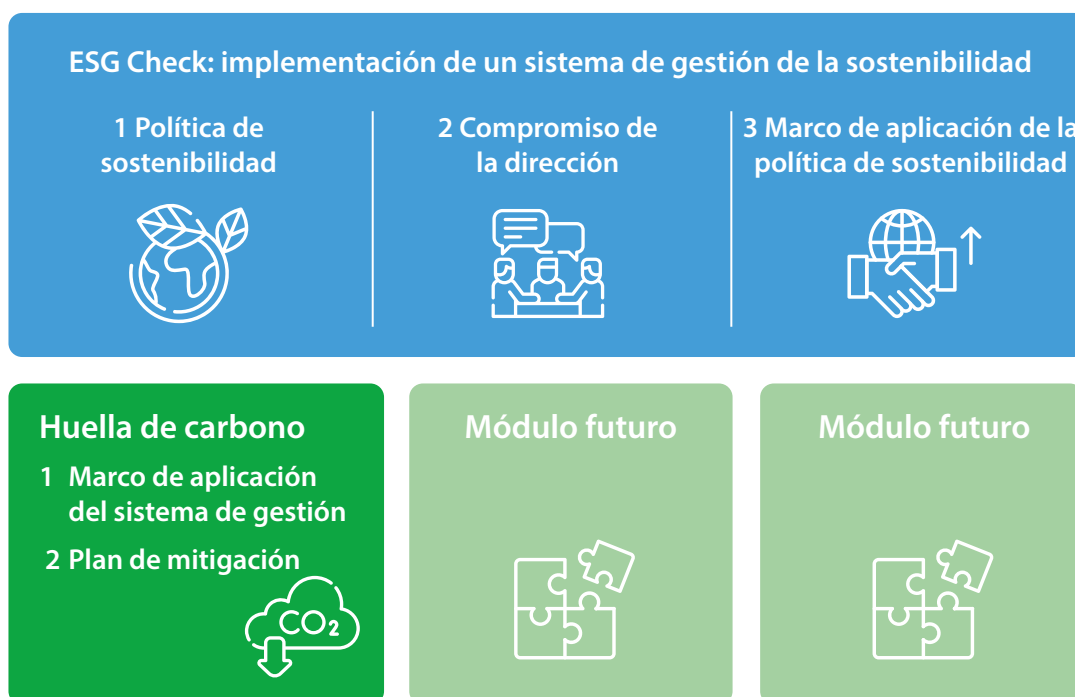 ESG Check: implementación de un sistema de gestión de la sostenibilidad
1 Política de
sostenibilidad
2 Compromiso de
la dirección
3 Marco de aplicación de la
política de sostenibilidad
Huella de carbono
1 Marco de aplicación
del sistema de gestión
2 Plan de mitigación
CO₂
Módulo futuro
Módulo futuro